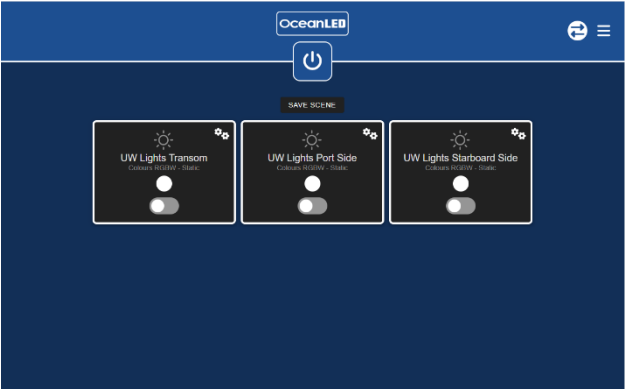 OceanLED
SAVE SCENE
UW Lights Transom
Colours RGBW - Static
UW Lights Port Side
Colours RGBW - Static
UW Lights Starboard Side
Colours RGBW - Static